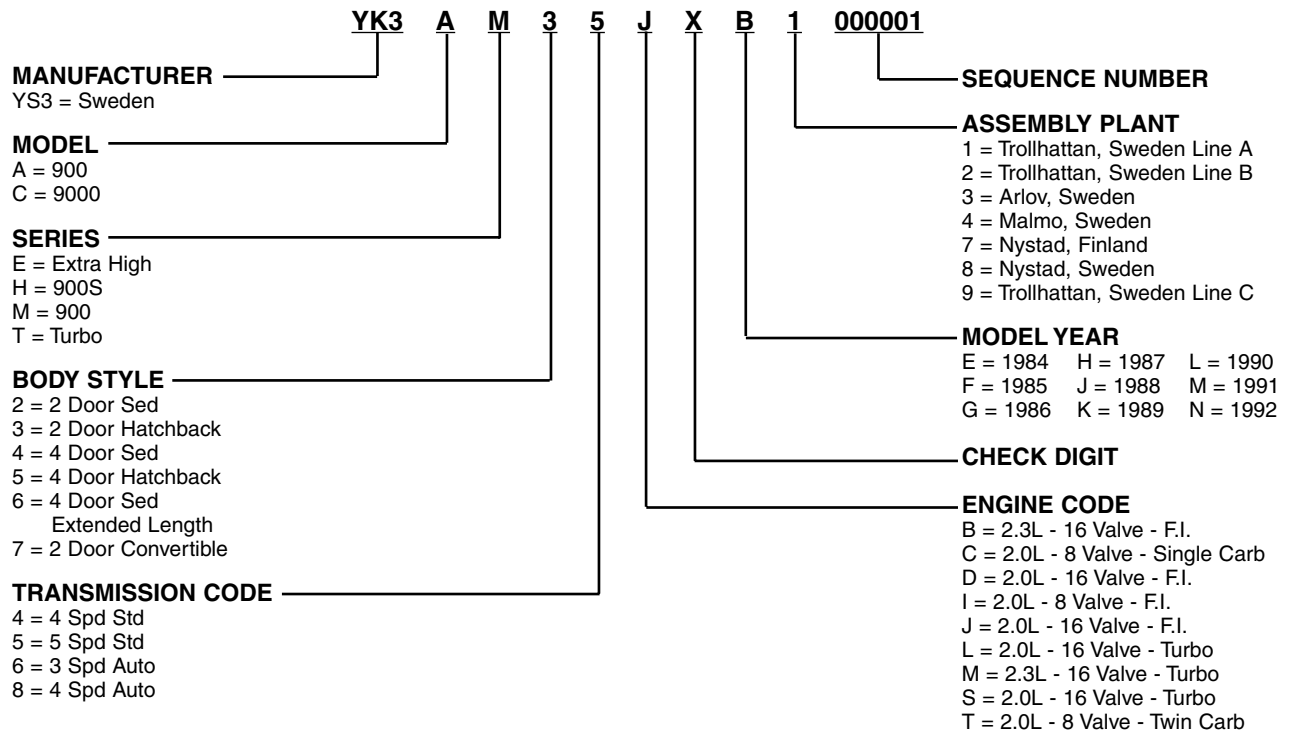 YK3 A M 3 5 J X B 1 000001
MANUFACTURER
YS3 = Sweden
MODEL
A = 900
C = 9000
SERIES
E = Extra High
H = 900S
M = 900
T = Turbo
BODY STYLE
2 = 2 Door Sed
3 = 2 Door Hatchback
4 = 4 Door Sed
5 = 4 Door Hatchback
6 = 4 Door Sed
Extended Length
7 = 2 Door Convertible
TRANSMISSION CODE
4 = 4 Spd Std
5 = 5 Spd Std
6 = 3 Spd Auto
8 = 4 Spd Auto
SEQUENCE NUMBER
ASSEMBLY PLANT
1 = Trollhattan, Sweden Line A
2 = Trollhattan, Sweden Line B
3 = Arlov, Sweden
4 = Malmo, Sweden
7 = Nystad, Finland
8 = Nystad, Sweden
9 = Trollhattan, Sweden Line C
MODEL YEAR
E = 1984 H = 1987 L = 1990
F = 1985 J = 1988 M = 1991
G = 1986 K = 1989 N = 1992
CHECK DIGIT
ENGINE CODE
B = 2.3L - 16 Valve - F.I.
C = 2.0L - 8 Valve - Single Carb
D = 2.0L - 16 Valve - F.I.
I = 2.0L - 8 Valve - F.I.
J = 2.0L - 16 Valve - F.I.
L = 2.0L - 16 Valve - Turbo
M = 2.3L - 16 Valve - Turbo
S = 2.0L - 16 Valve - Turbo
T = 2.0L - 8 Valve - Twin Carb